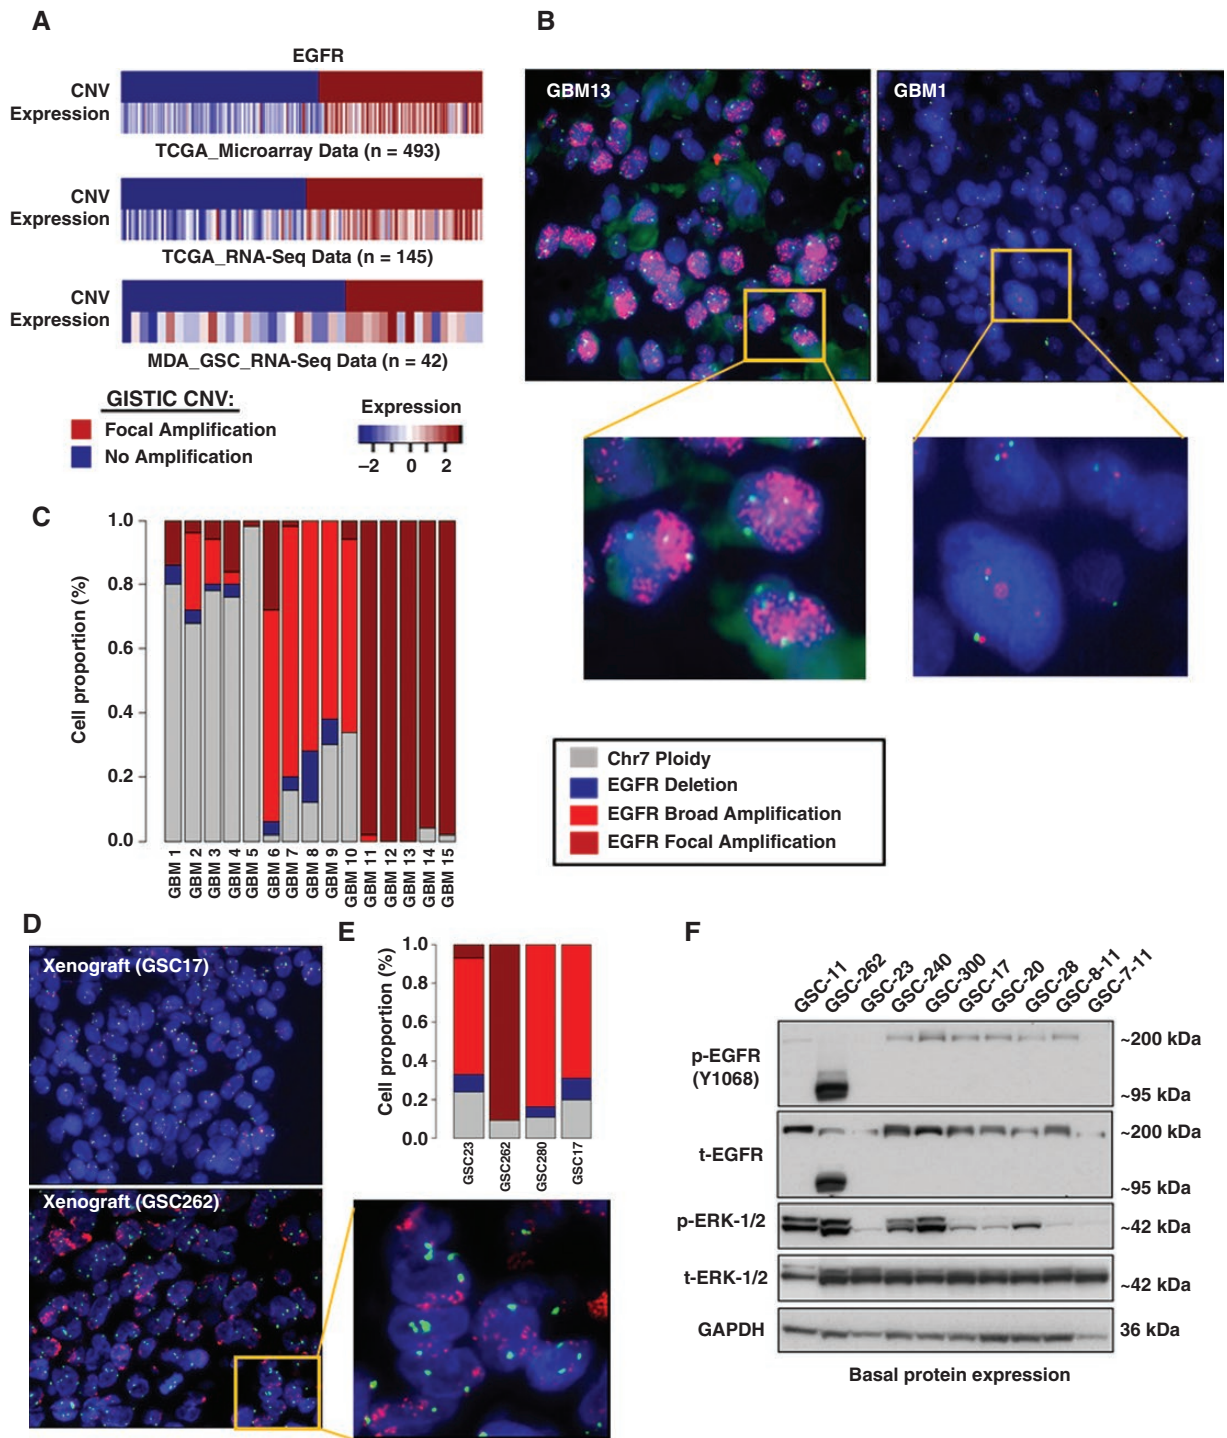 A
EGFR
CNV
Expression
TCGA_Microarray Data (n = 493)
CNV
Expression
TCGA_RNA-Seq Data (n = 145)
CNV
Expression
MDA_GSC_RNA-Seq Data (n = 42)
GISTIC CNV:
Focal Amplification
No Amplification
Expression
–2 0 2
B
GBM13
GBM1
C
Cell proportion (%)
1.0
0.8
0.6
0.4
0.2
0.0
GBM 1
GBM 2
GBM 3
GBM 4
GBM 5
GBM 6
GBM 7
GBM 8
GBM 9
GBM 10
GBM 11
GBM 12
GBM 13
GBM 14
GBM 15
Chr7 Ploidy
EGFR Deletion
EGFR Broad Amplification
EGFR Focal Amplification
D
Xenograft (GSC17)
Xenograft (GSC262)
E
Cell proportion (%)
1.0
0.8
0.6
0.4
0.2
0.0
GSC23
GSC262
GSC280
GSC17
F
GSC-11
GSC-262
GSC-23
GSC-240
GSC-300
GSC-17
GSC-20
GSC-28
GSC-8-11
GSC-7-11
p-EGFR
(Y1068)
~200 kDa
~95 kDa
t-EGFR
~200 kDa
~95 kDa
p-ERK-1/2
~42 kDa
t-ERK-1/2
~42 kDa
GAPDH
36 kDa
Basal protein expression